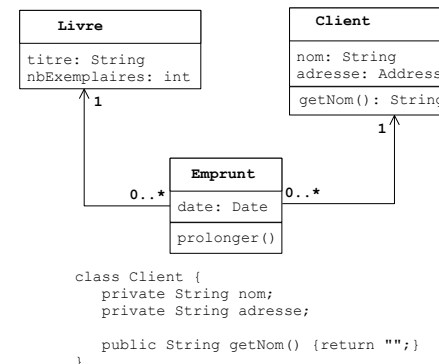 Livre
titre: String
nbExemplaires: int
1
Client
nom: String
adresse: Address
getNom(): String
1
Emprunt
0..*
0..*
date: Date
prolonger()
class Client {
private String nom;
private String adresse;
public String getNom() {return "";}
}